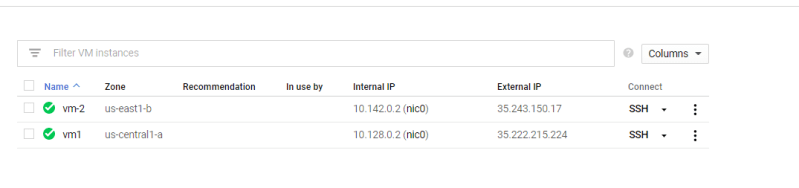 Filter VM instances
Columns
Name Zone Recommendation In use by Internal IP External IP Connect
vm-2 us-east1-b 10.142.0.2 (nic0) 35.243.150.17 SSH
vm1 us-central1-a 10.128.0.2 (nic0) 35.222.215.224 SSH